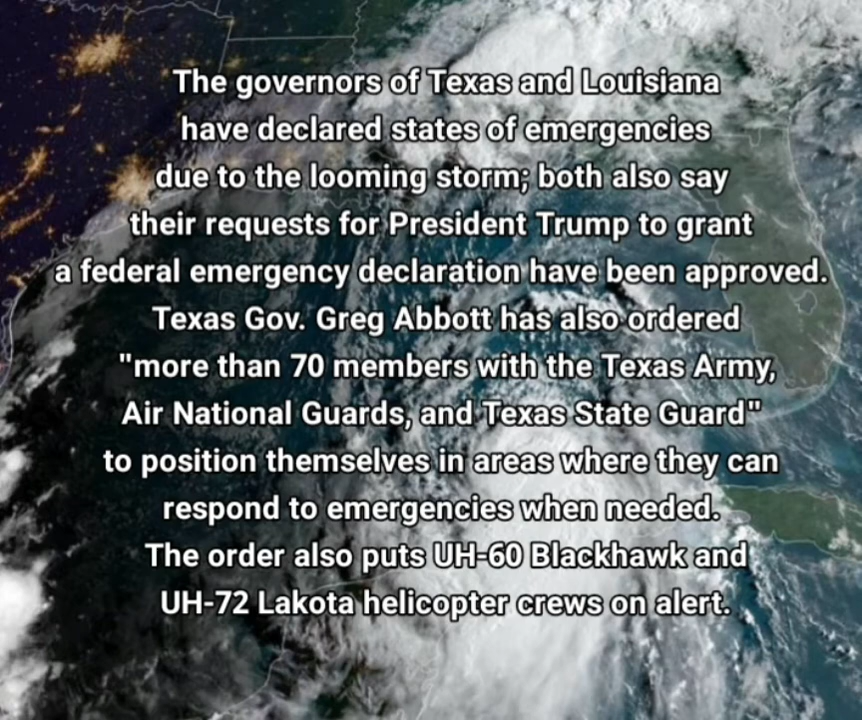 The governors of Texas and Louisiana
have declared states of emergencies
due to the looming storm; both also say
their requests for President Trump to grant
a federal emergency declaration have been approved.
Texas Gov. Greg Abbott has also ordered
"more than 70 members with the Texas Army,
Air National Guards, and Texas State Guard"
to position themselves in areas where they can
respond to emergencies when needed.
The order also puts UH-60 Blackhawk and
UH-72 Lakota helicopter crews on alert.